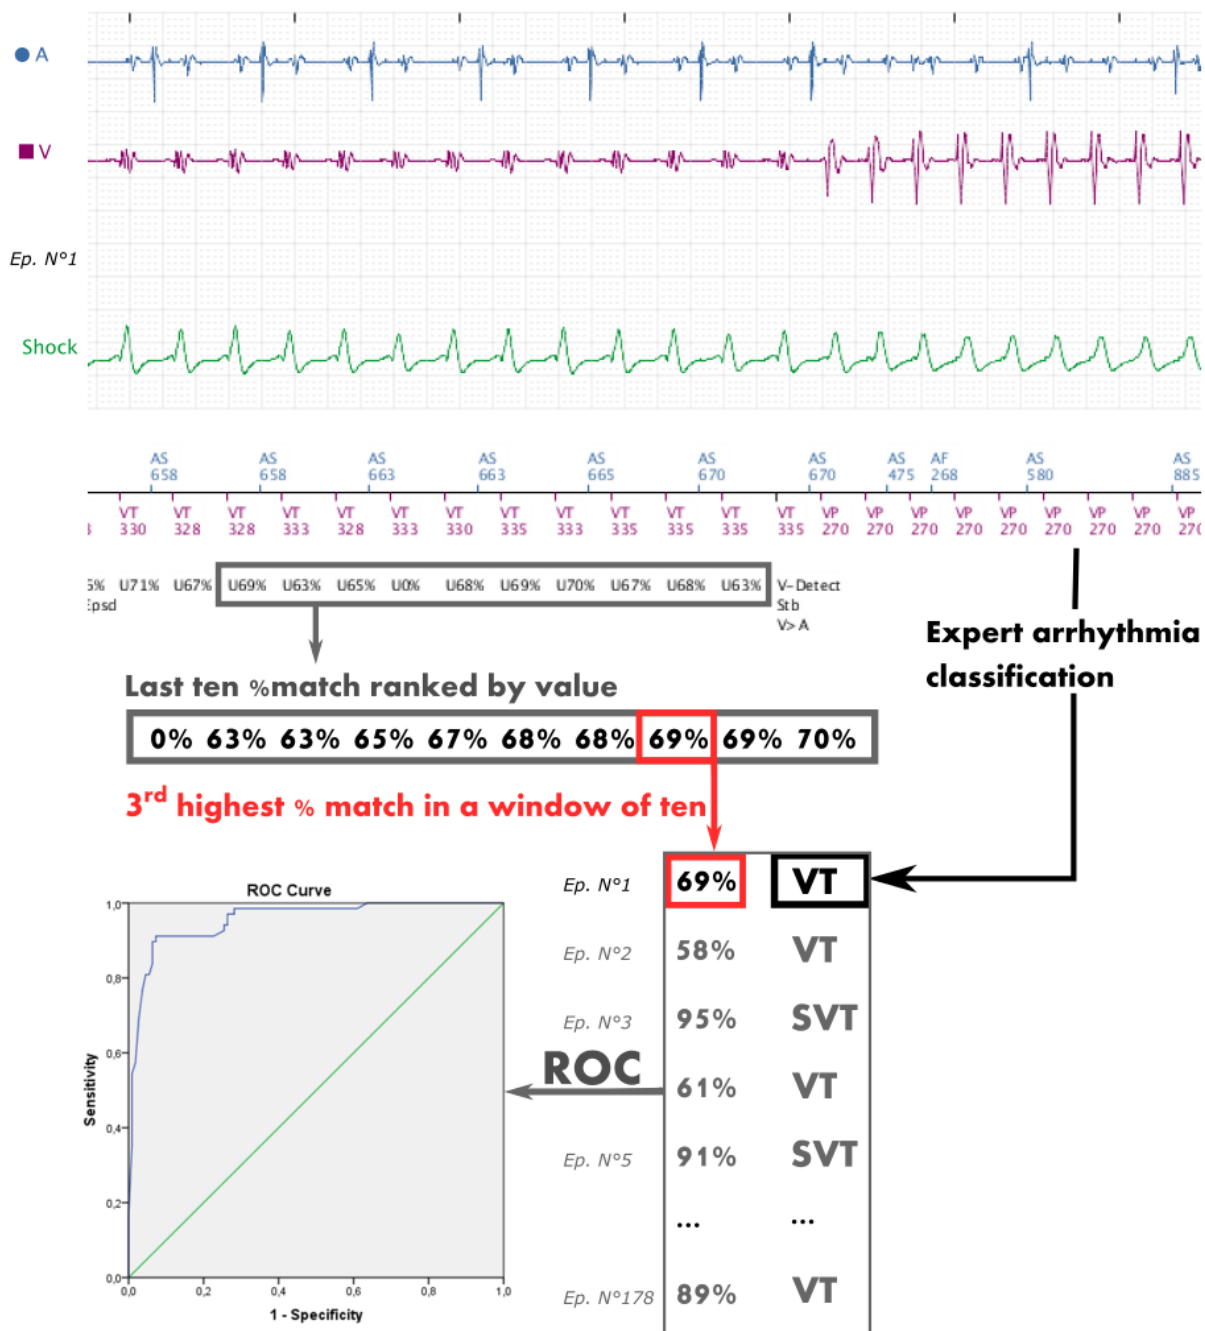 A
V
Ep. N°1
Shock
AS AS AS AS AS AS AS AS AF AS AS
658 658 663 663 665 670 670 475 268 580 885
VT VT VT VT VT VT VT VT VT VT VT VT VT VP VP VP VP VP VP VP VP VP
330 328 328 333 328 333 330 335 333 335 335 335 335 270 270 270 270 270 270 270 270 270
U71% U67% U69% U63% U65% U0% U68% U69% U70% U67% U68% U63% V-Detect
Epsd Stb
V> A
Expert arrhythmia
classification
Last ten %match ranked by value
0% 63% 63% 65% 67% 68% 68% 69% 69% 70%
3rd highest % match in a window of ten
Ep. N°1 69% VT
Ep. N°2 58% VT
Ep. N°3 95% SVT
61% VT
Ep. N°5 91% SVT
... ...
Ep. N°178 89% VT
ROC
ROC Curve
Sensitivity
1,0
0,8
0,6
0,4
0,2
0,0
0,0 0,2 0,4 0,6 0,8 1,0
1 - Specificity